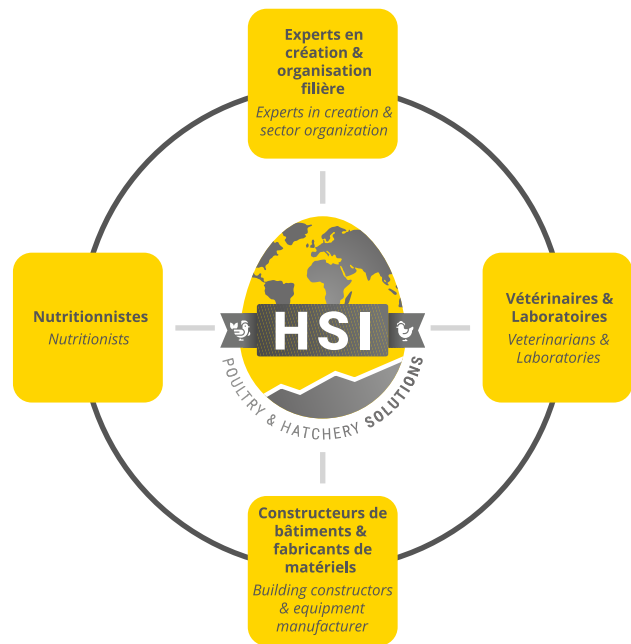 Experts en
création &
organisation
filière
Experts in creation &
sector organization
Nutritionnistes
Nutritionists
HSI
POULTRY & HATCHERY SOLUTIONS
Vétérinaires &
Laboratoires
Veterinarians &
Laboratories
Constructeurs de
bâtiments &
fabricants de
matériels
Building constructors
& equipment
manufacturer